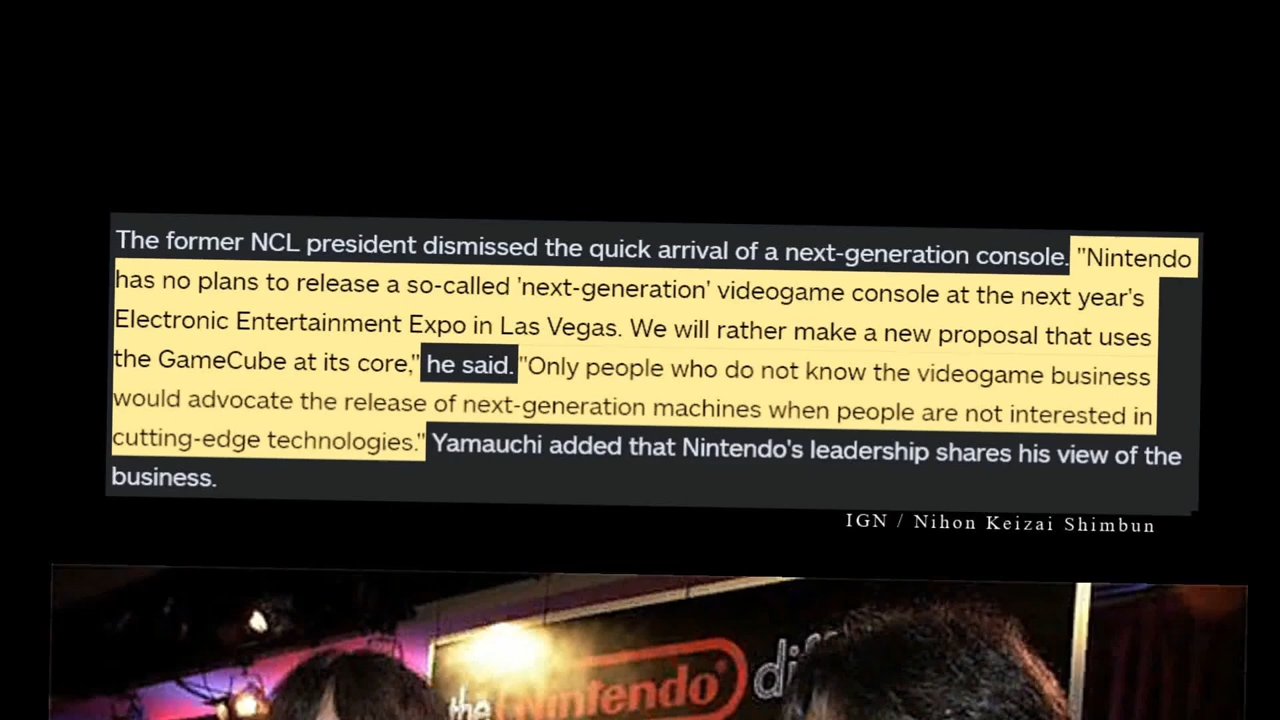 The former NCL president dismissed the quick arrival of a next-generation console. "Nintendo
has no plans to release a so-called 'next-generation' videogame console at the next year's
Electronic Entertainment Expo in Las Vegas. We will rather make a new proposal that uses
the GameCube at its core," he said. "Only people who do not know the videogame business
would advocate the release of next-generation machines when people are not interested in
cutting-edge technologies." Yamauchi added that Nintendo's leadership shares his view of the
business.
IGN / Nihon Keizai Shimbun
the Nintendo